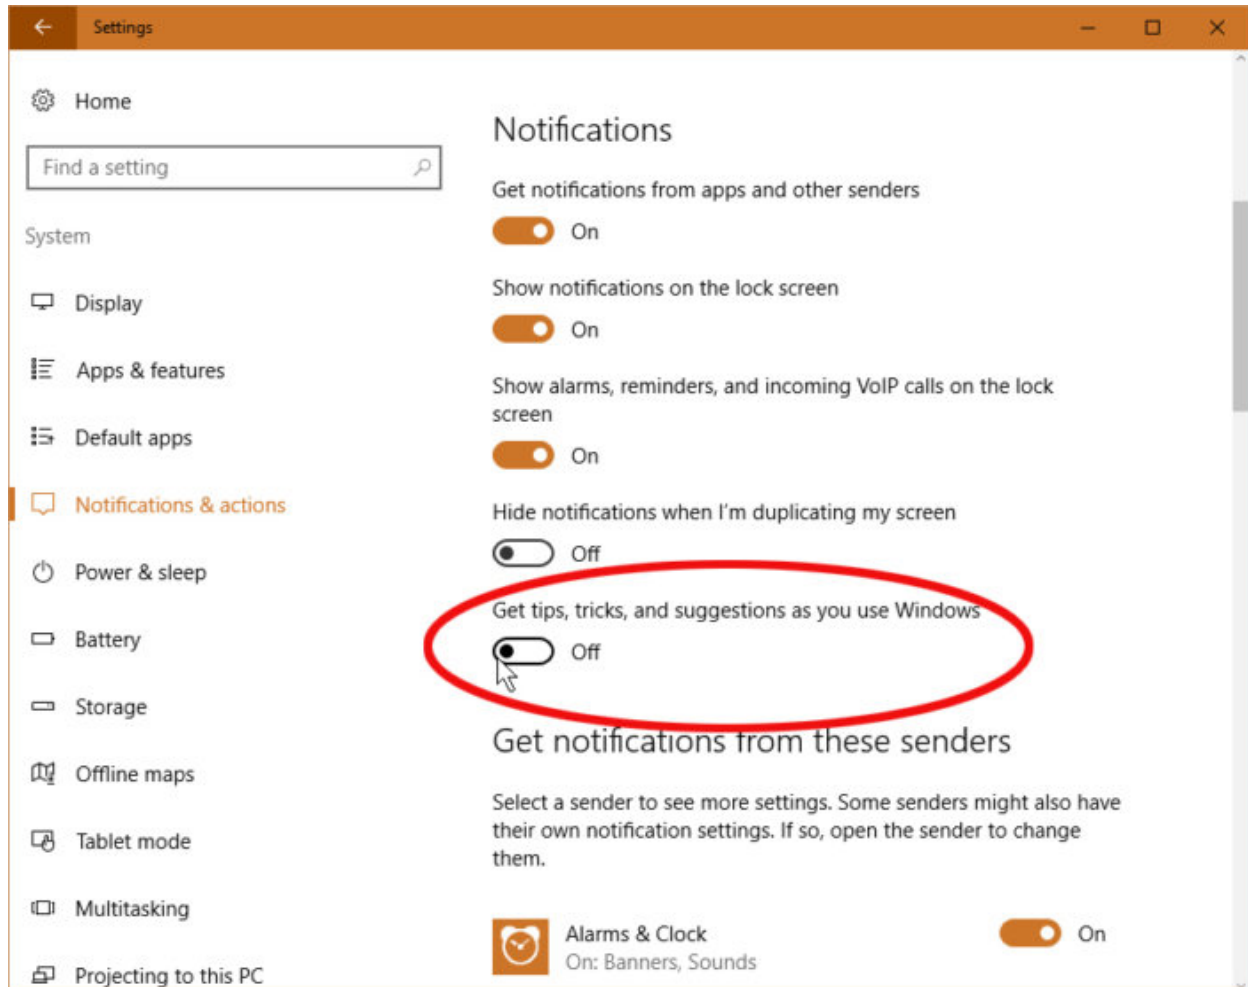 Settings
Home
Find a setting
System
Display
Apps & features
Default apps
Notifications & actions
Power & sleep
Battery
Storage
Offline maps
Tablet mode
Multitasking
Projecting to this PC
Notifications
Get notifications from apps and other senders
On
Show notifications on the lock screen
On
Show alarms, reminders, and incoming VoIP calls on the lock
screen
On
Hide notifications when I'm duplicating my screen
Off
Get tips, tricks, and suggestions as you use Windows
Off
Get notifications from these senders
Select a sender to see more settings. Some senders might also have
their own notification settings. If so, open the sender to change
them.
Alarms & Clock
On
On: Banners, Sounds